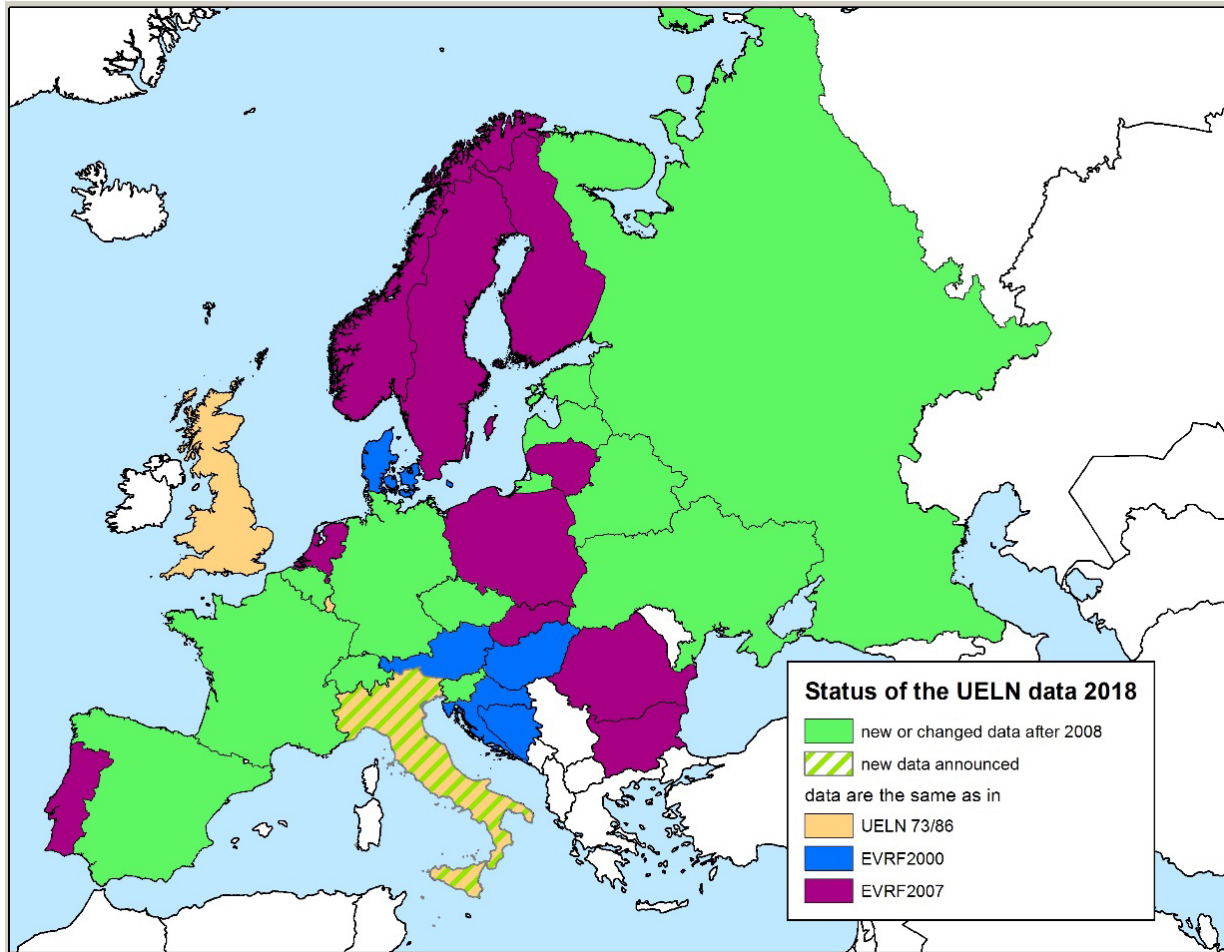 Status of the UELN data 2018
new or changed data after 2008
new data announced
data are the same as in
UELN 73/86
EVRF2000
EVRF2007